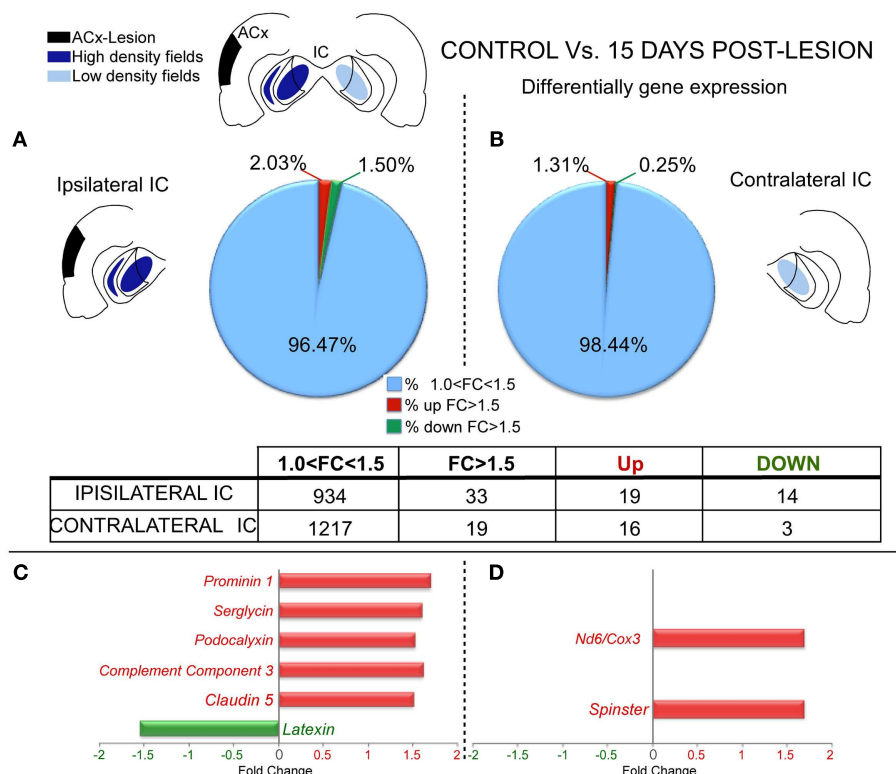 ACx-Lesion
High density fields
Low density fields
ACx
IC
CONTROL Vs. 15 DAYS POST-LESION
Differentially gene expression
A
Ipsilateral IC
2.03%
1.50%
96.47%
B
1.31%
0.25%
Contralateral IC
98.44%
% 1.0<FC<1.5
% up FC>1.5
% down FC>1.5
1.0<FC<1.5 FC>1.5 Up DOWN
IPISILATERAL IC 934 33 19 14
CONTRALATERAL IC 1217 19 16 3
C
Prominin 1
Serglycin
Podocalyxin
Complement Component 3
Claudin 5
Latexin
-2 -1.5 -1 -0.5 0 0.5 1 1.5 2
Fold Change
D
Nd6/Cox3
Spinster
-2 -1.5 -1 -0.5 0 0.5 1 1.5 2
Fold Change